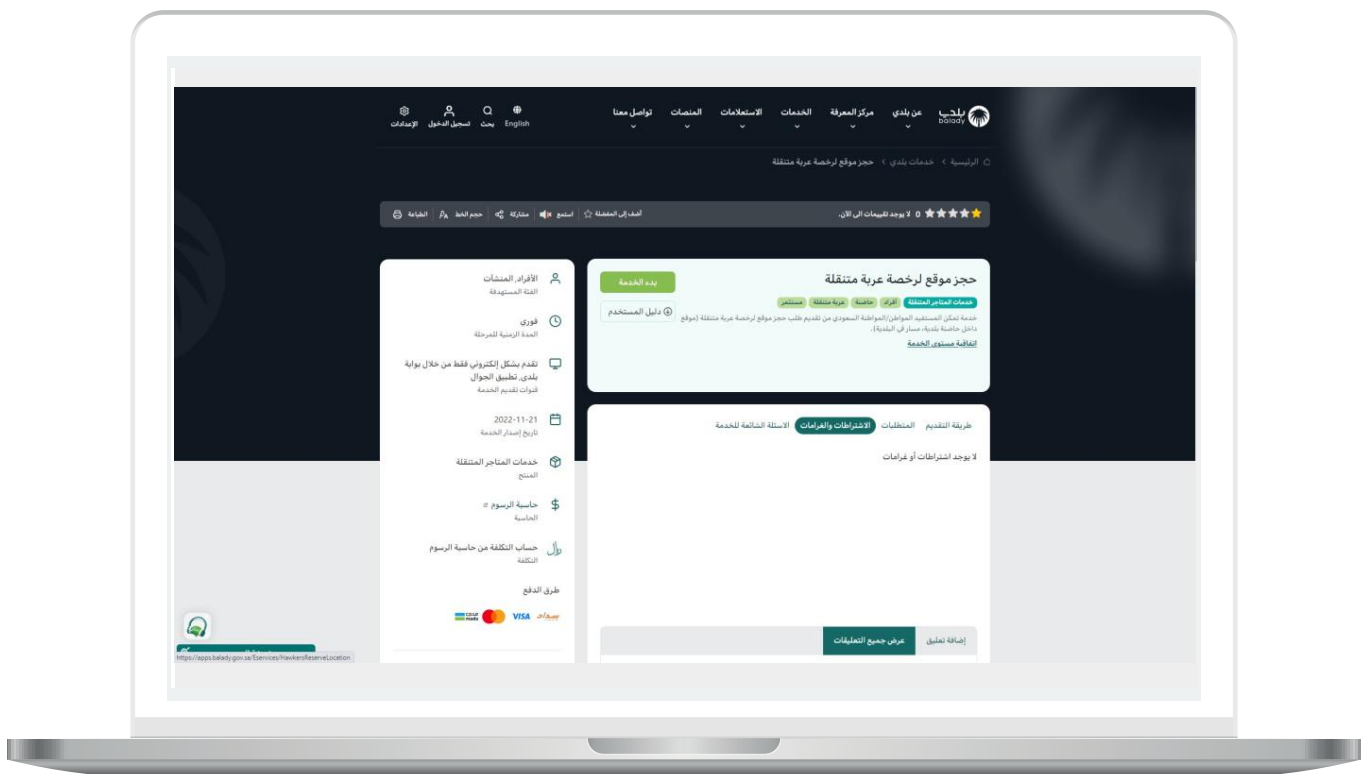 بلدي
balady
عن بلدي
مركز المعرفة
الخدمات
الاستعلامات
المنصات
تواصل معنا
English
بحث
تسجيل الدخول
الإعدادات
الرئيسية > خدمات بلدي > حجز موقع لرخصة عربة متنقلة
0 لا يوجد تقييمات الى الآن.
أضف إلى المفضلة
استمع
مشاركة
حجم الخط
الطباعة
حجز موقع لرخصة عربة متنقلة
خدمات المتاجر المتنقلة
أفراد
حاضنة
عربة متنقلة
مستثمر
خدمة تمكن المستفيد المواطن/المواطنة السعودي من تقديم طلب حجز موقع لرخصة عربة متنقلة (موقع
داخل حاضنة بلدية، مسار في البلدية).
اتفاقية مستوى الخدمة
بدء الخدمة
دليل المستخدم
طريقة التقديم
المتطلبات
الاشتراطات والغرامات
الاسئلة الشائعة للخدمة
لا يوجد اشتراطات أو غرامات
إضافة تعليق
عرض جميع التعليقات
الأفراد, المنشآت
الفئة المستهدفة
فوري
المدة الزمنية للمرحلة
تقدم بشكل إلكتروني فقط من خلال بوابة
بلدي, تطبيق الجوال
قنوات تقديم الخدمة
2022-11-21
تاريخ إصدار الخدمة
خدمات المتاجر المتنقلة
المنتج
حاسبة الرسوم
الحاسبة
حساب التكلفة من حاسبة الرسوم
التكلفة
طرق الدفع
سداد
VISA
mada
https://apps.balady.gov.sa/Eservices/HawkersReserveLocation